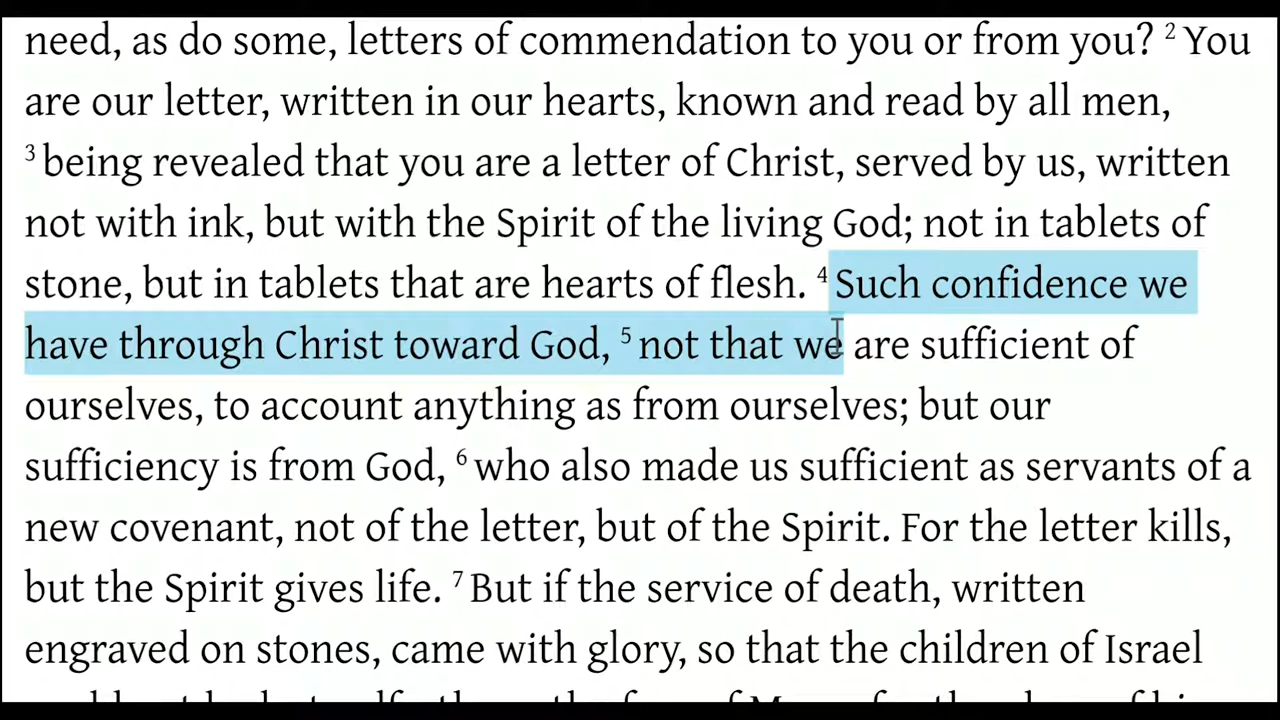 need, as do some, letters of commendation to you or from you? 2 You
are our letter, written in our hearts, known and read by all men,
3 being revealed that you are a letter of Christ, served by us, written
not with ink, but with the Spirit of the living God; not in tablets of
stone, but in tablets that are hearts of flesh. 4 Such confidence we
have through Christ toward God, 5 not that we are sufficient of
ourselves, to account anything as from ourselves; but our
sufficiency is from God, 6 who also made us sufficient as servants of a
new covenant, not of the letter, but of the Spirit. For the letter kills,
but the Spirit gives life. 7 But if the service of death, written
engraved on stones, came with glory, so that the children of Israel